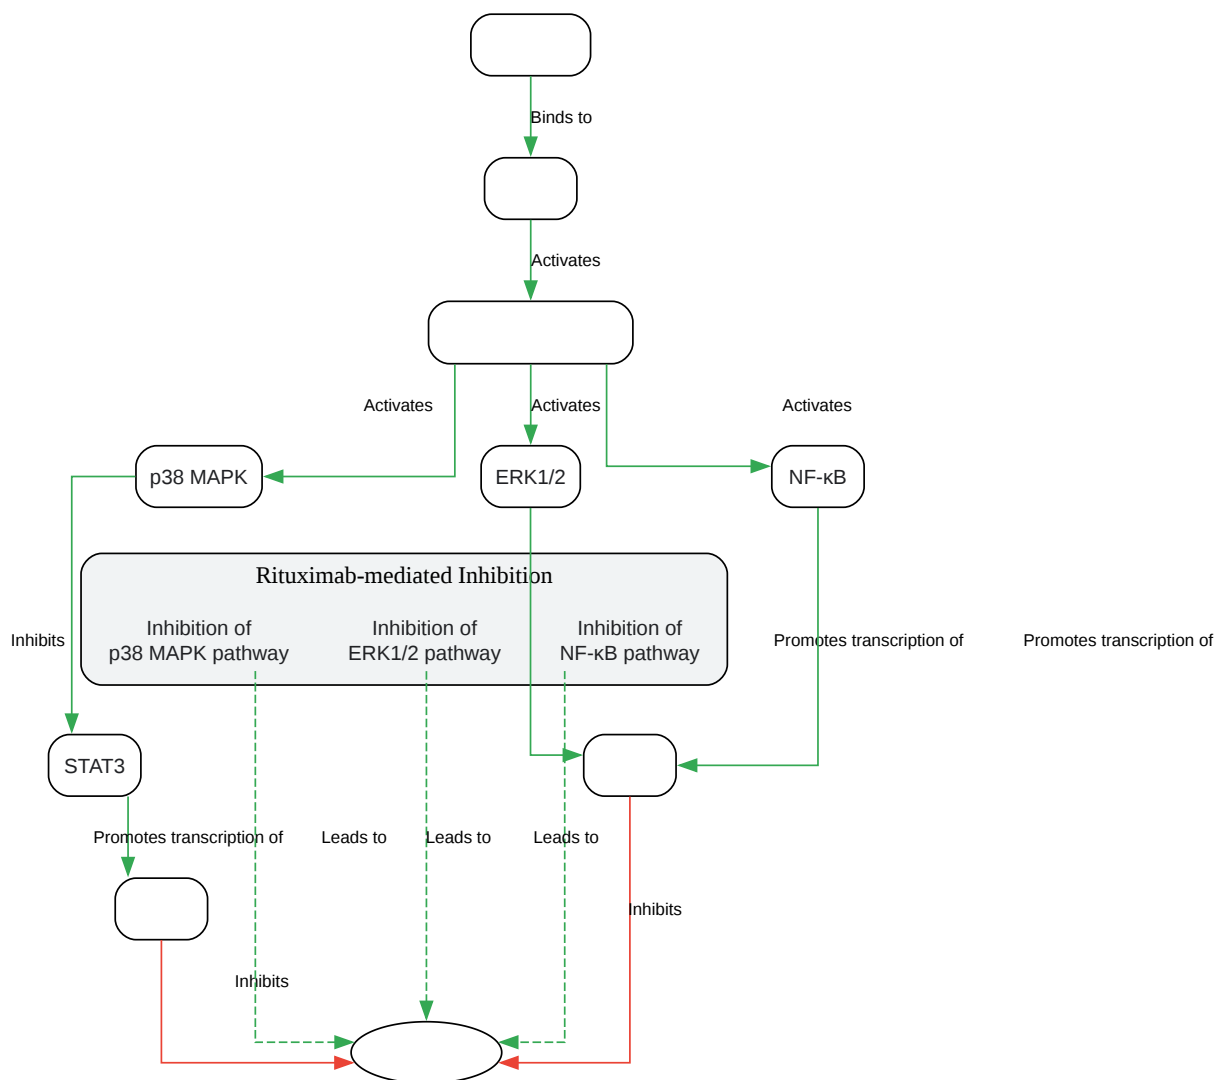 Binds to
Activates
Activates
Activates
Activates
p38 MAPK
ERK1/2
NF-κB
Rituximab-mediated Inhibition
Inhibition of
p38 MAPK pathway
Inhibition of
ERK1/2 pathway
Inhibition of
NF-κB pathway
Inhibits
Promotes transcription of
Promotes transcription of
STAT3
Promotes transcription of
Leads to
Leads to
Leads to
Inhibits
Inhibits